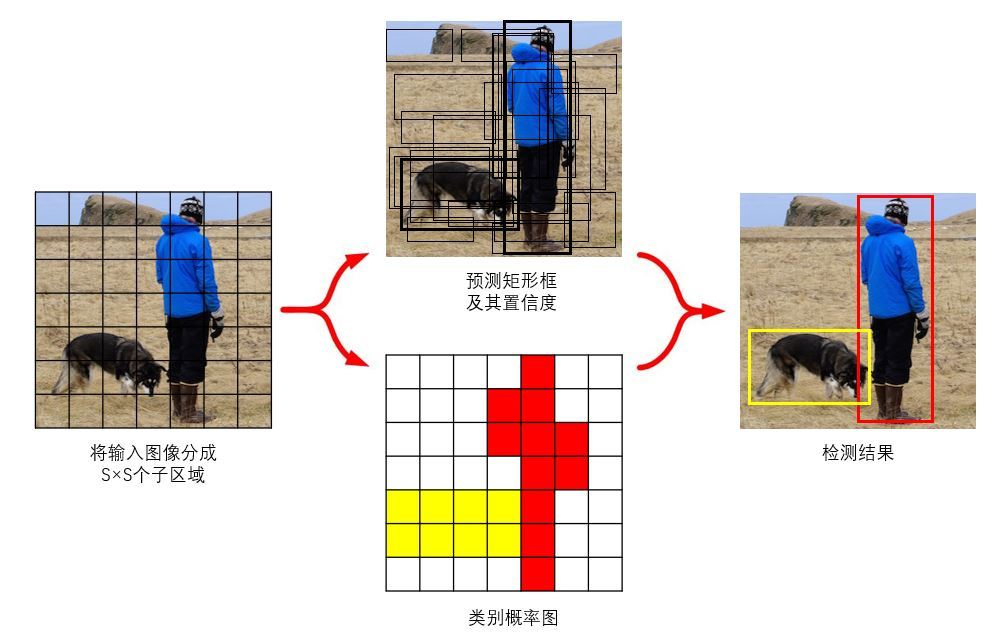 预测矩形框
及其置信度
将输入图像分成
S×S个子区域
检测结果
类别概率图